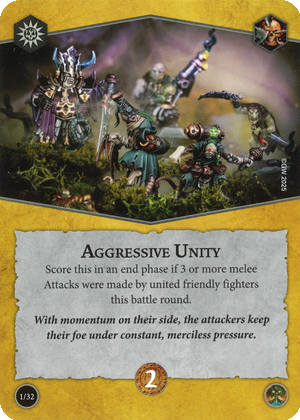 ©GW 2025
AGGRESSIVE UNITY
Score this in an end phase if 3 or more melee
Attacks were made by united friendly fighters
this battle round.
With momentum on their side, the attackers keep
their foe under constant, merciless pressure.
1/32
2